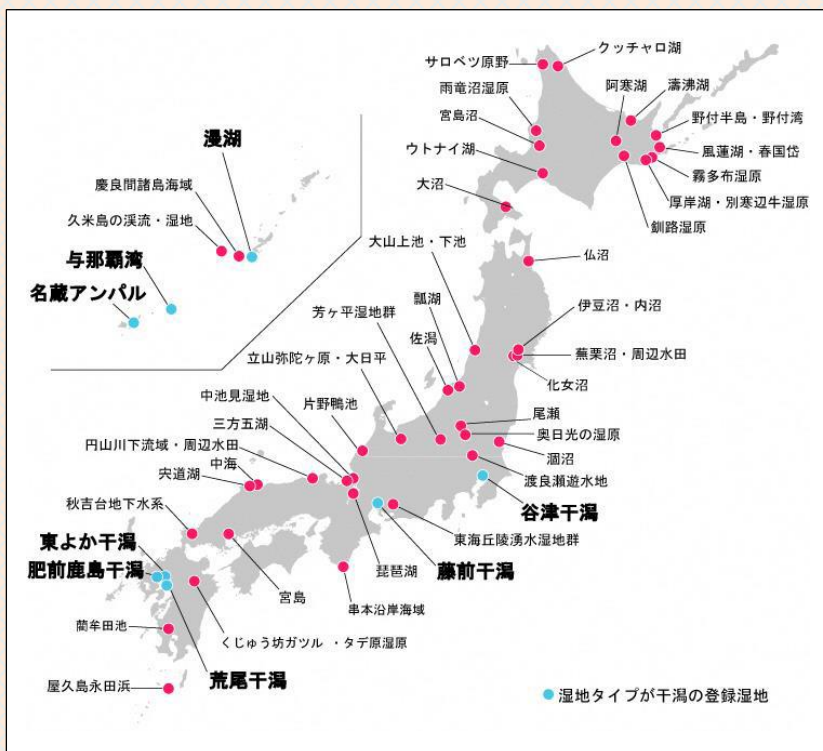 サロベツ原野
クッチャロ湖
雨竜沼湿原
阿寒湖
濤沸湖
宮島沼
野付半島・野付湾
ウトナイ湖
風蓮湖・春国岱
霧多布湿原
大沼
厚岸湖・別寒辺牛湿原
釧路湿原
漫湖
慶良間諸島海域
久米島の渓流・湿地
与那覇湾
名蔵アンパル
大山上池・下池
仏沼
瓢湖
芳ヶ平湿地群
佐潟
伊豆沼・内沼
立山弥陀ヶ原・大日平
蕪栗沼・周辺水田
化女沼
中池見湿地
片野鴨池
三方五湖
尾瀬
奥日光の湿原
円山川下流域・周辺水田
涸沼
中海
宍道湖
渡良瀬遊水地
秋吉台地下水系
谷津干潟
東よか干潟
東海丘陵湧水湿地群
肥前鹿島干潟
琵琶湖
藤前干潟
宮島
串本沿岸海域
藺牟田池
くじゅう坊ガツル ・タデ原湿原
荒尾干潟
屋久島永田浜
湿地タイプが干潟の登録湿地